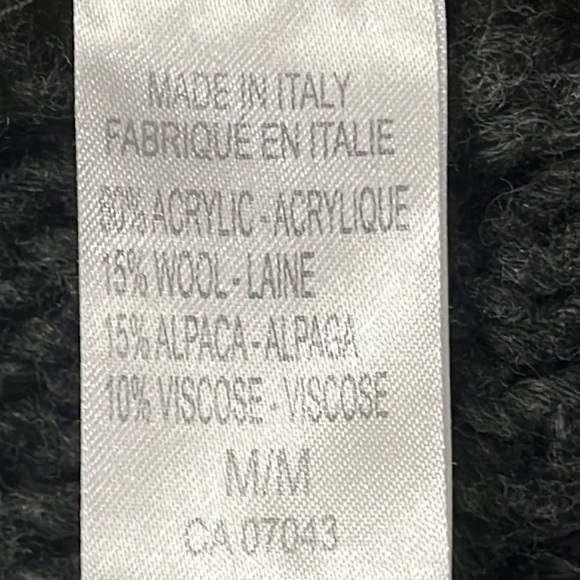 MADE IN ITALY
FABRIQUÉ EN ITALIE
60% ACRYLIC - ACRYLIQUE
15% WOOL - LAINE
15% ALPACA - ALPAGA
10% VISCOSE - VISCOSE
M/M
CA 07043